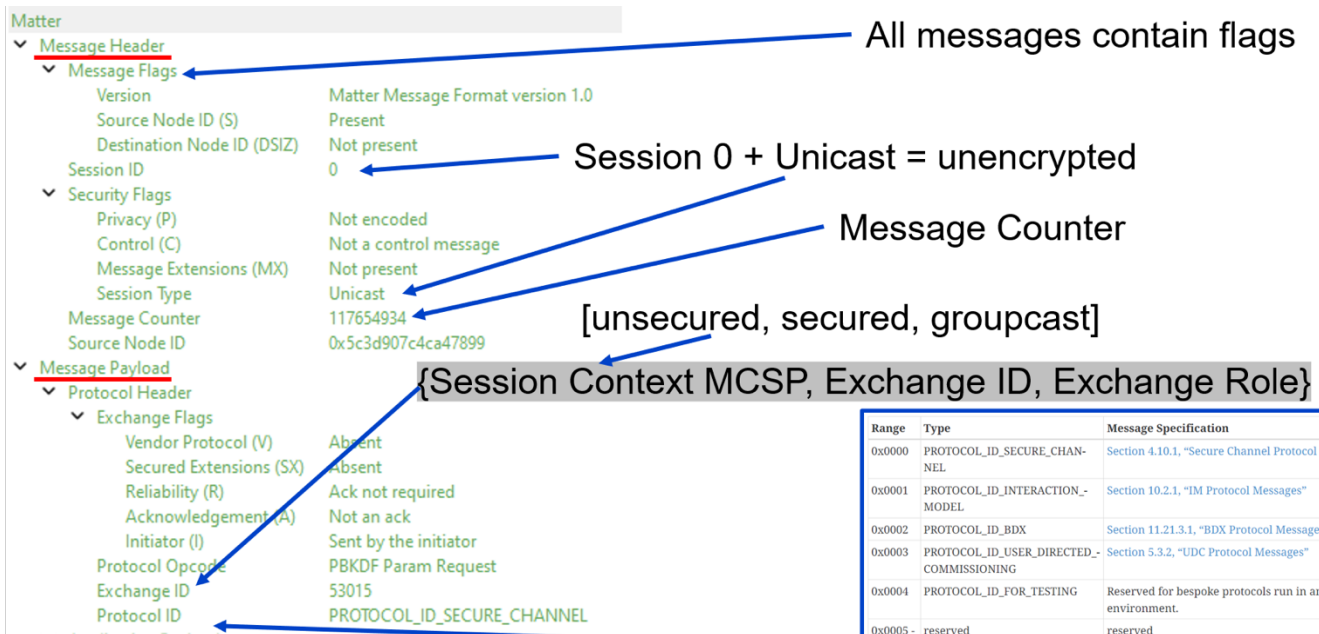 Matter
Message Header
Message Flags
Version Matter Message Format version 1.0
Source Node ID (S) Present
Destination Node ID (DSIZ) Not present
Session ID 0
Security Flags
Privacy (P) Not encoded
Control (C) Not a control message
Message Extensions (MX) Not present
Session Type Unicast
Message Counter 117654934
Source Node ID 0x5c3d907c4ca47899
Message Payload
Protocol Header
Exchange Flags
Vendor Protocol (V) Absent
Secured Extensions (SX) Absent
Reliability (R) Ack not required
Acknowledgement (A) Not an ack
Initiator (I) Sent by the initiator
Protocol Opcode PBKDF Param Request
Exchange ID 53015
Protocol ID PROTOCOL_ID_SECURE_CHANNEL
All messages contain flags
Session 0 + Unicast = unencrypted
Message Counter
[unsecured, secured, groupcast]
{Session Context MCSP, Exchange ID, Exchange Role}
Range Type Message Specification
0x0000 PROTOCOL_ID_SECURE_CHAN- Section 4.10.1, “Secure Channel Protocol
NEL
0x0001 PROTOCOL_ID_INTERACTION_- Section 10.2.1, “IM Protocol Messages”
MODEL
0x0002 PROTOCOL_ID_BDX Section 11.21.3.1, “BDX Protocol Message
0x0003 PROTOCOL_ID_USER_DIRECTED_- Section 5.3.2, “UDC Protocol Messages”
COMMISSIONING
0x0004 PROTOCOL_ID_FOR_TESTING Reserved for bespoke protocols run in
environment.
0x0005 - reserved reserved